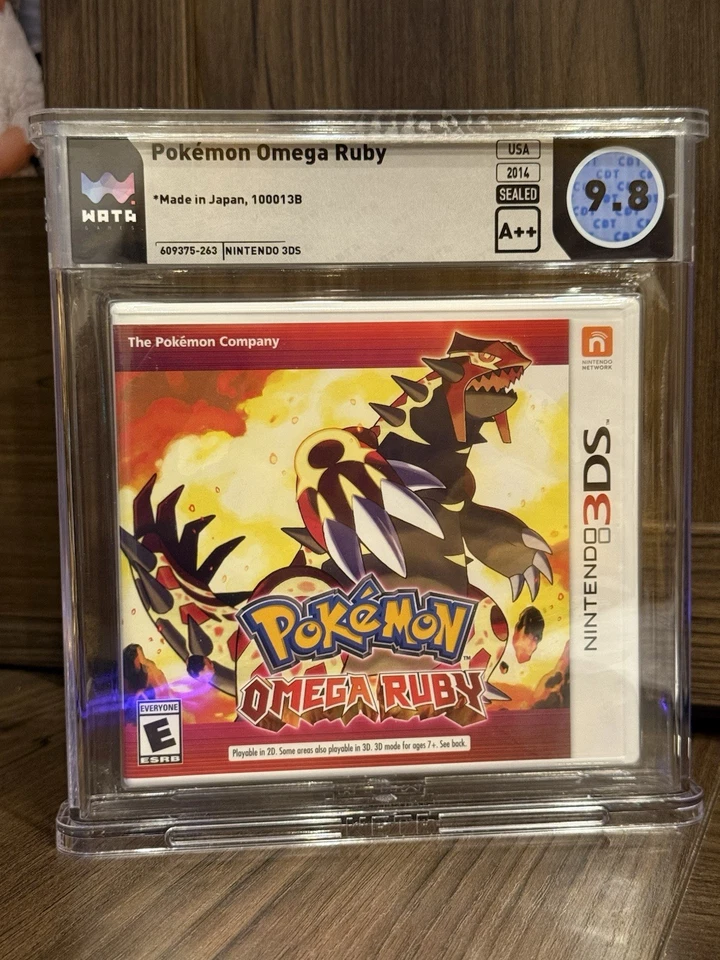 Pokémon Omega Ruby
*Made in Japan, 100013B
609375-263 NINTENDO 3DS
WATA
GAMES
USA
2014
SEALED
A++
CDT
9.8
The Pokémon Company
NINTENDO
NETWORK
NINTENDO 3DS
POKéMON
OMEGA RUBY
EVERYONE
E
ESRB
Playable in 2D. Some areas also playable in 3D. 3D mode for ages 7+. See back.